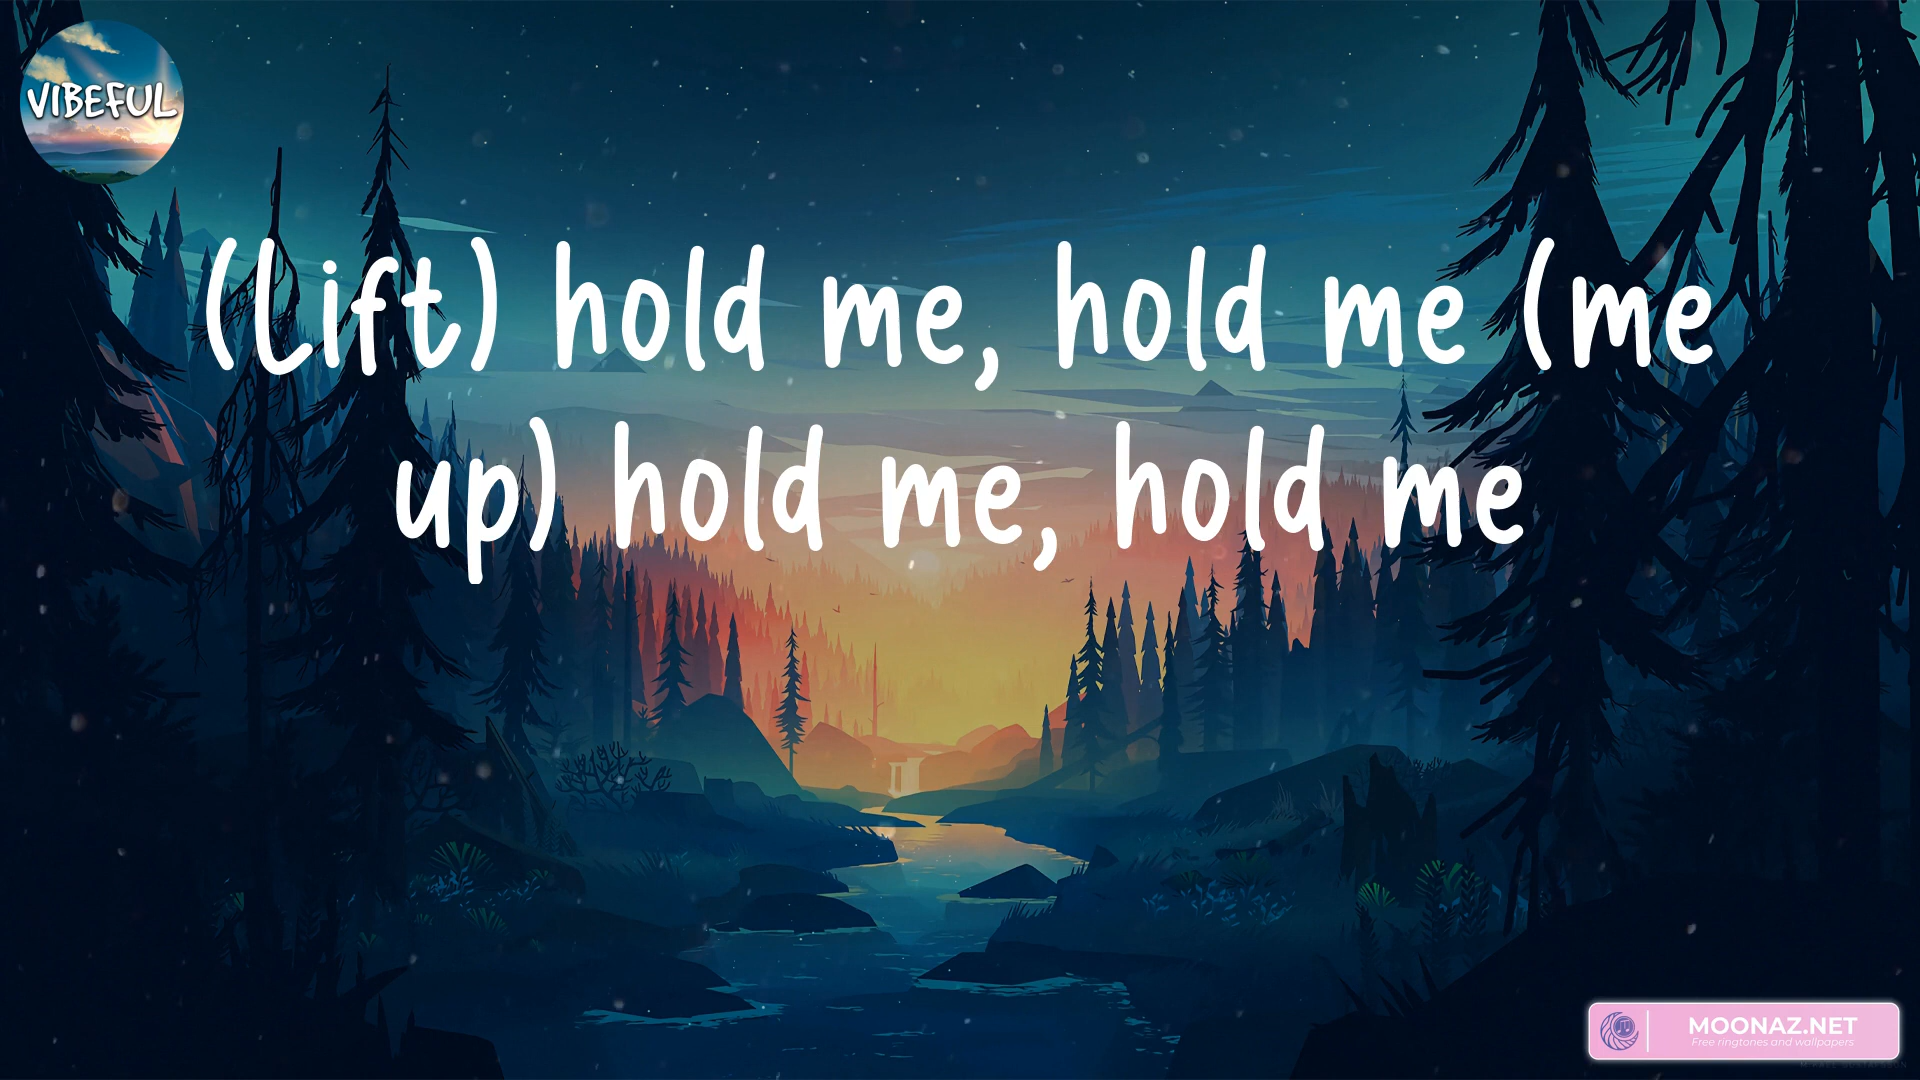 VIBEFUL
(Lift) hold me, hold me (me
up) hold me, hold me
MOONAZ.NET
Free ringtones and wallpapers